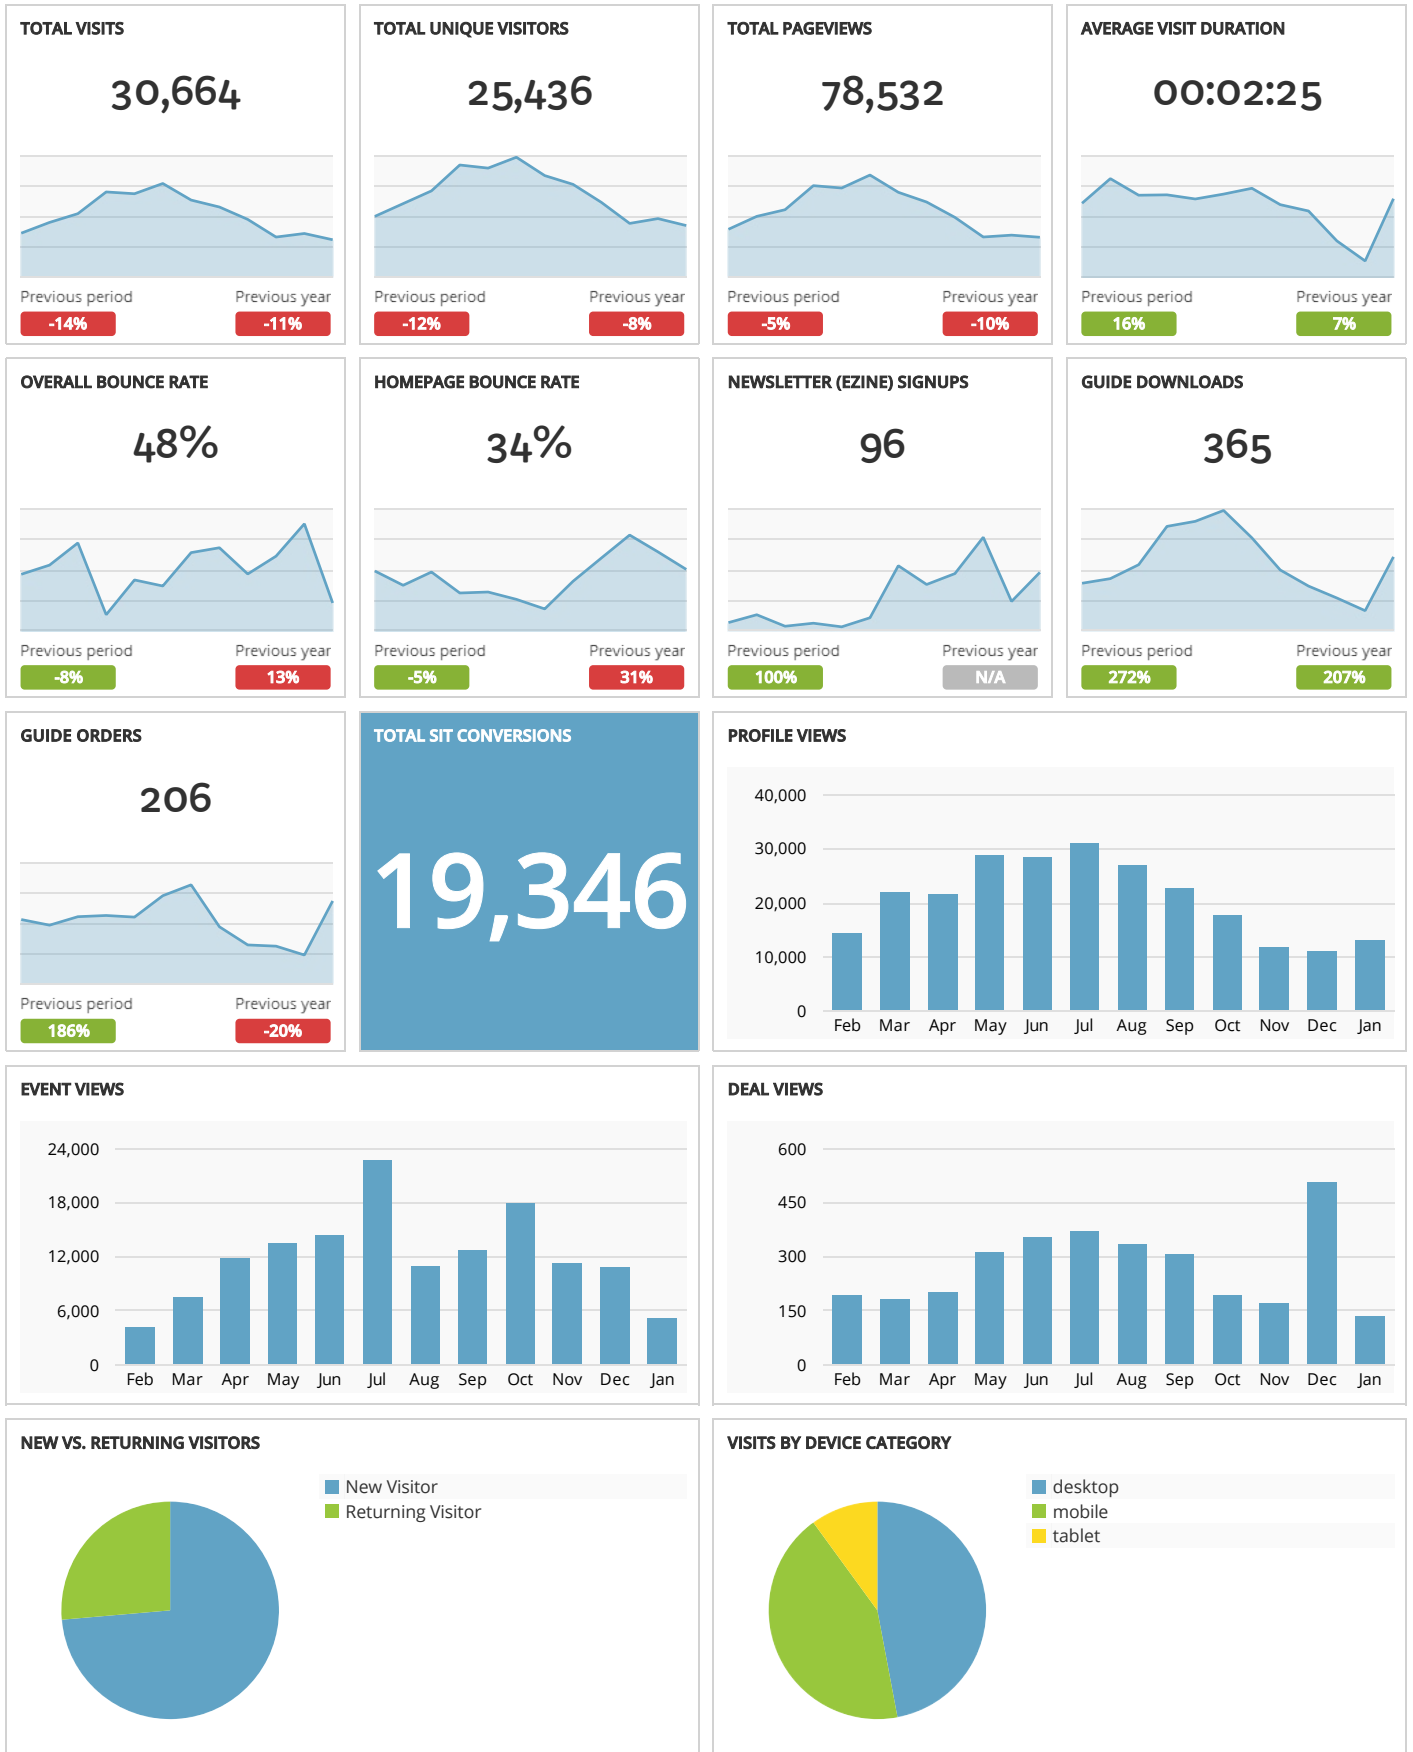 TOTAL VISITS
30,664
Previous period Previous year
-14% -11%
TOTAL UNIQUE VISITORS
25,436
Previous period Previous year
-12% -8%
TOTAL PAGEVIEWS
78,532
Previous period Previous year
-5% -10%
AVERAGE VISIT DURATION
00:02:25
Previous period Previous year
16% 7%
OVERALL BOUNCE RATE
48%
Previous period Previous year
-8% 13%
HOMEPAGE BOUNCE RATE
34%
Previous period Previous year
-5% 31%
NEWSLETTER (EZINE) SIGNUPS
96
Previous period Previous year
100% N/A
GUIDE DOWNLOADS
365
Previous period Previous year
272% 207%
GUIDE ORDERS
206
Previous period Previous year
186% -20%
TOTAL SIT CONVERSIONS
19,346
PROFILE VIEWS
40,000
30,000
20,000
10,000
0
Feb Mar Apr May Jun Jul Aug Sep Oct Nov Dec Jan
EVENT VIEWS
24,000
18,000
12,000
6,000
0
Feb Mar Apr May Jun Jul Aug Sep Oct Nov Dec Jan
DEAL VIEWS
600
450
300
150
0
Feb Mar Apr May Jun Jul Aug Sep Oct Nov Dec Jan
NEW VS. RETURNING VISITORS
New Visitor
Returning Visitor
VISITS BY DEVICE CATEGORY
desktop
mobile
tablet